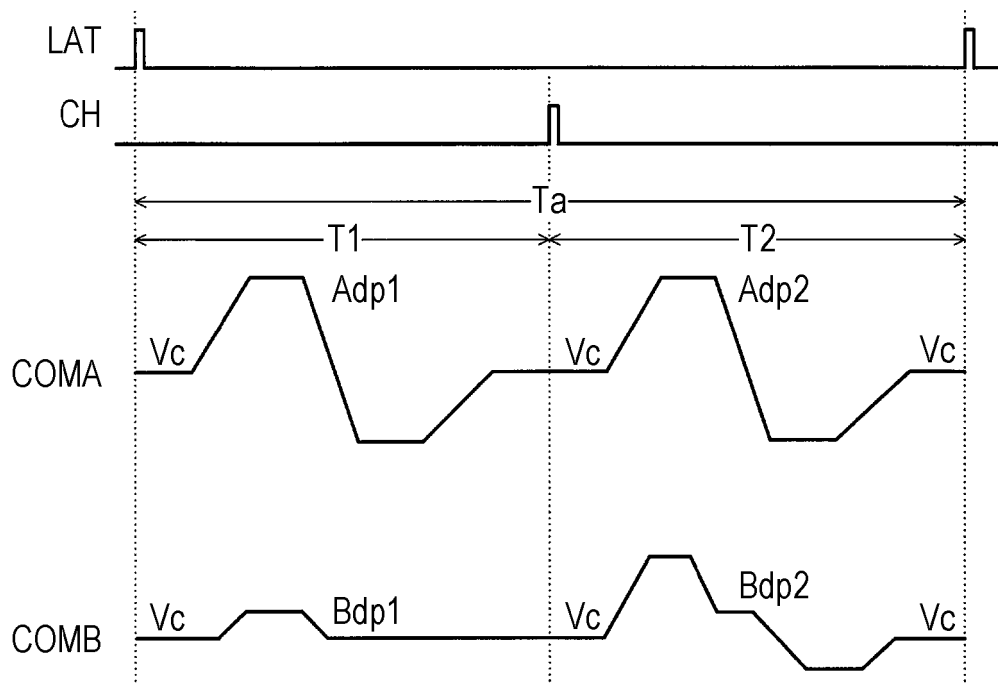 LAT
CH
Ta
T1 T2
Adp1 Adp2
COMA Vc Vc Vc
Bdp1 Bdp2
COMB Vc Vc Vc